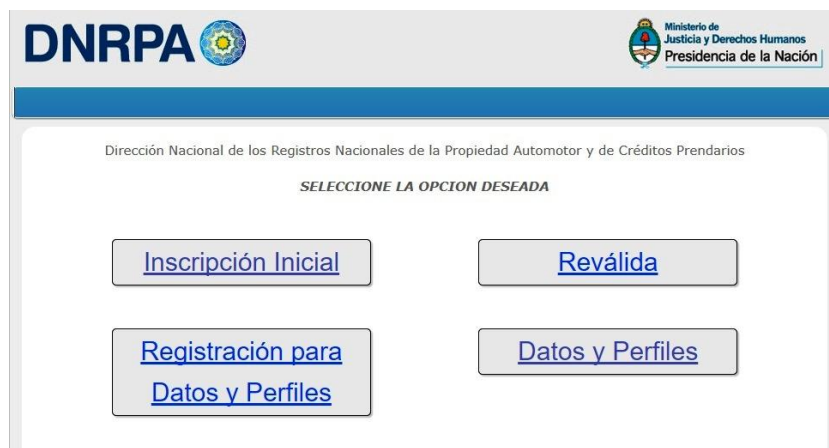 DNRPA
Ministerio de
Justicia y Derechos Humanos
Presidencia de la Nación
Dirección Nacional de los Registros Nacionales de la Propiedad Automotor y de Créditos Prendarios
SELECCIONE LA OPCION DESEADA
Inscripción Inicial
Reválida
Registración para
Datos y Perfiles
Datos y Perfiles